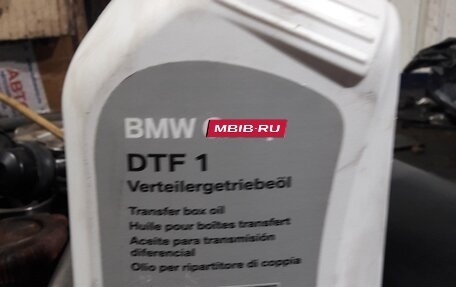 BMW
MBIB·RU
DTF 1
Verteilergetriebeöl
Transfer box oil
Huile pour boîtes transfert
Aceite para transmisión
diferencial
Olio per ripartitore di coppia
АВТО